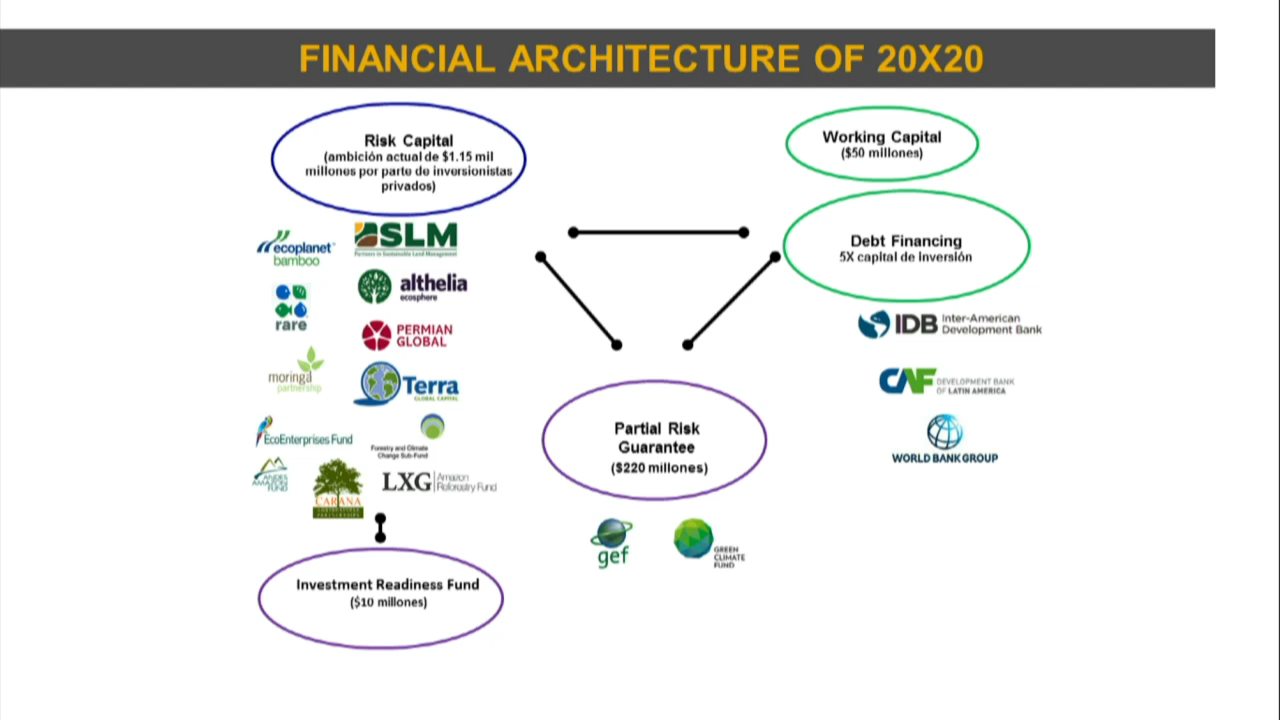 FINANCIAL ARCHITECTURE OF 20X20
Risk Capital
(ambición actual de $1.15 mil
millones por parte de inversionistas
privados)
ecoplanet
bamboo
SLM
Partners in Sustainable Land Management
rare
althelia
ecosphere
PERMIAN
GLOBAL
moringa
partnership
Terra
GLOBAL CAPITAL
EcoEnterprises Fund
Forestry and Climate
Change Sub-Fund
ANDES
AMAZON
FUND
CARANA
LXG Amazon
Reforestry Fund
Investment Readiness Fund
($10 millones)
Partial Risk
Guarantee
($220 millones)
gef
GREEN
CLIMATE
FUND
Working Capital
($50 millones)
Debt Financing
5X capital de inversión
IDB Inter-American
Development Bank
CAF DEVELOPMENT BANK
OF LATIN AMERICA
WORLD BANK GROUP